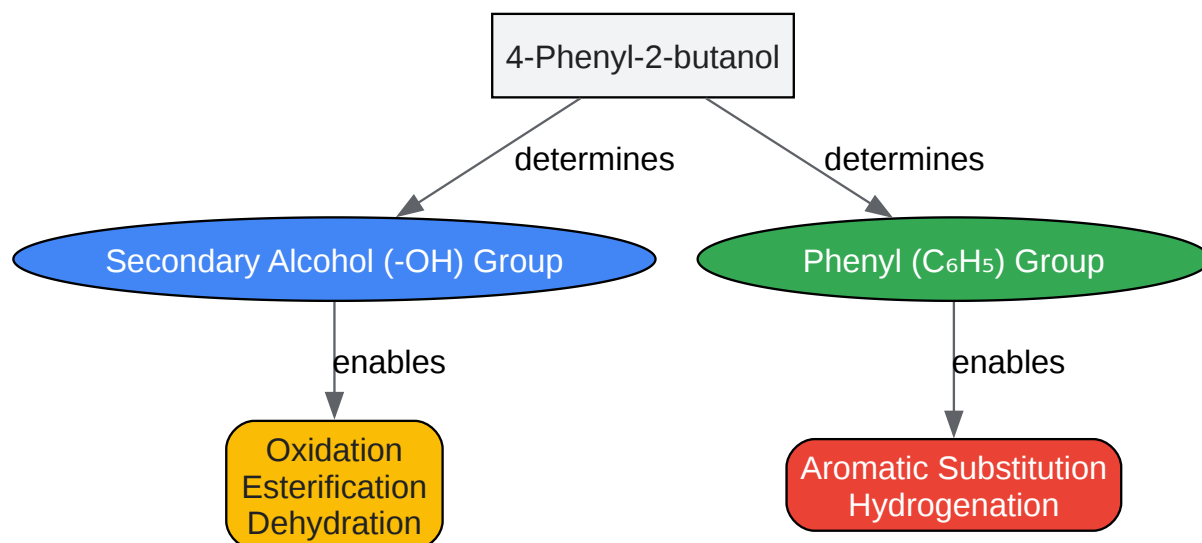 4-Phenyl-2-butanol
determines
determines
Secondary Alcohol (-OH) Group
Phenyl (C₆H₅) Group
enables
enables
Oxidation
Esterification
Dehydration
Aromatic Substitution
Hydrogenation